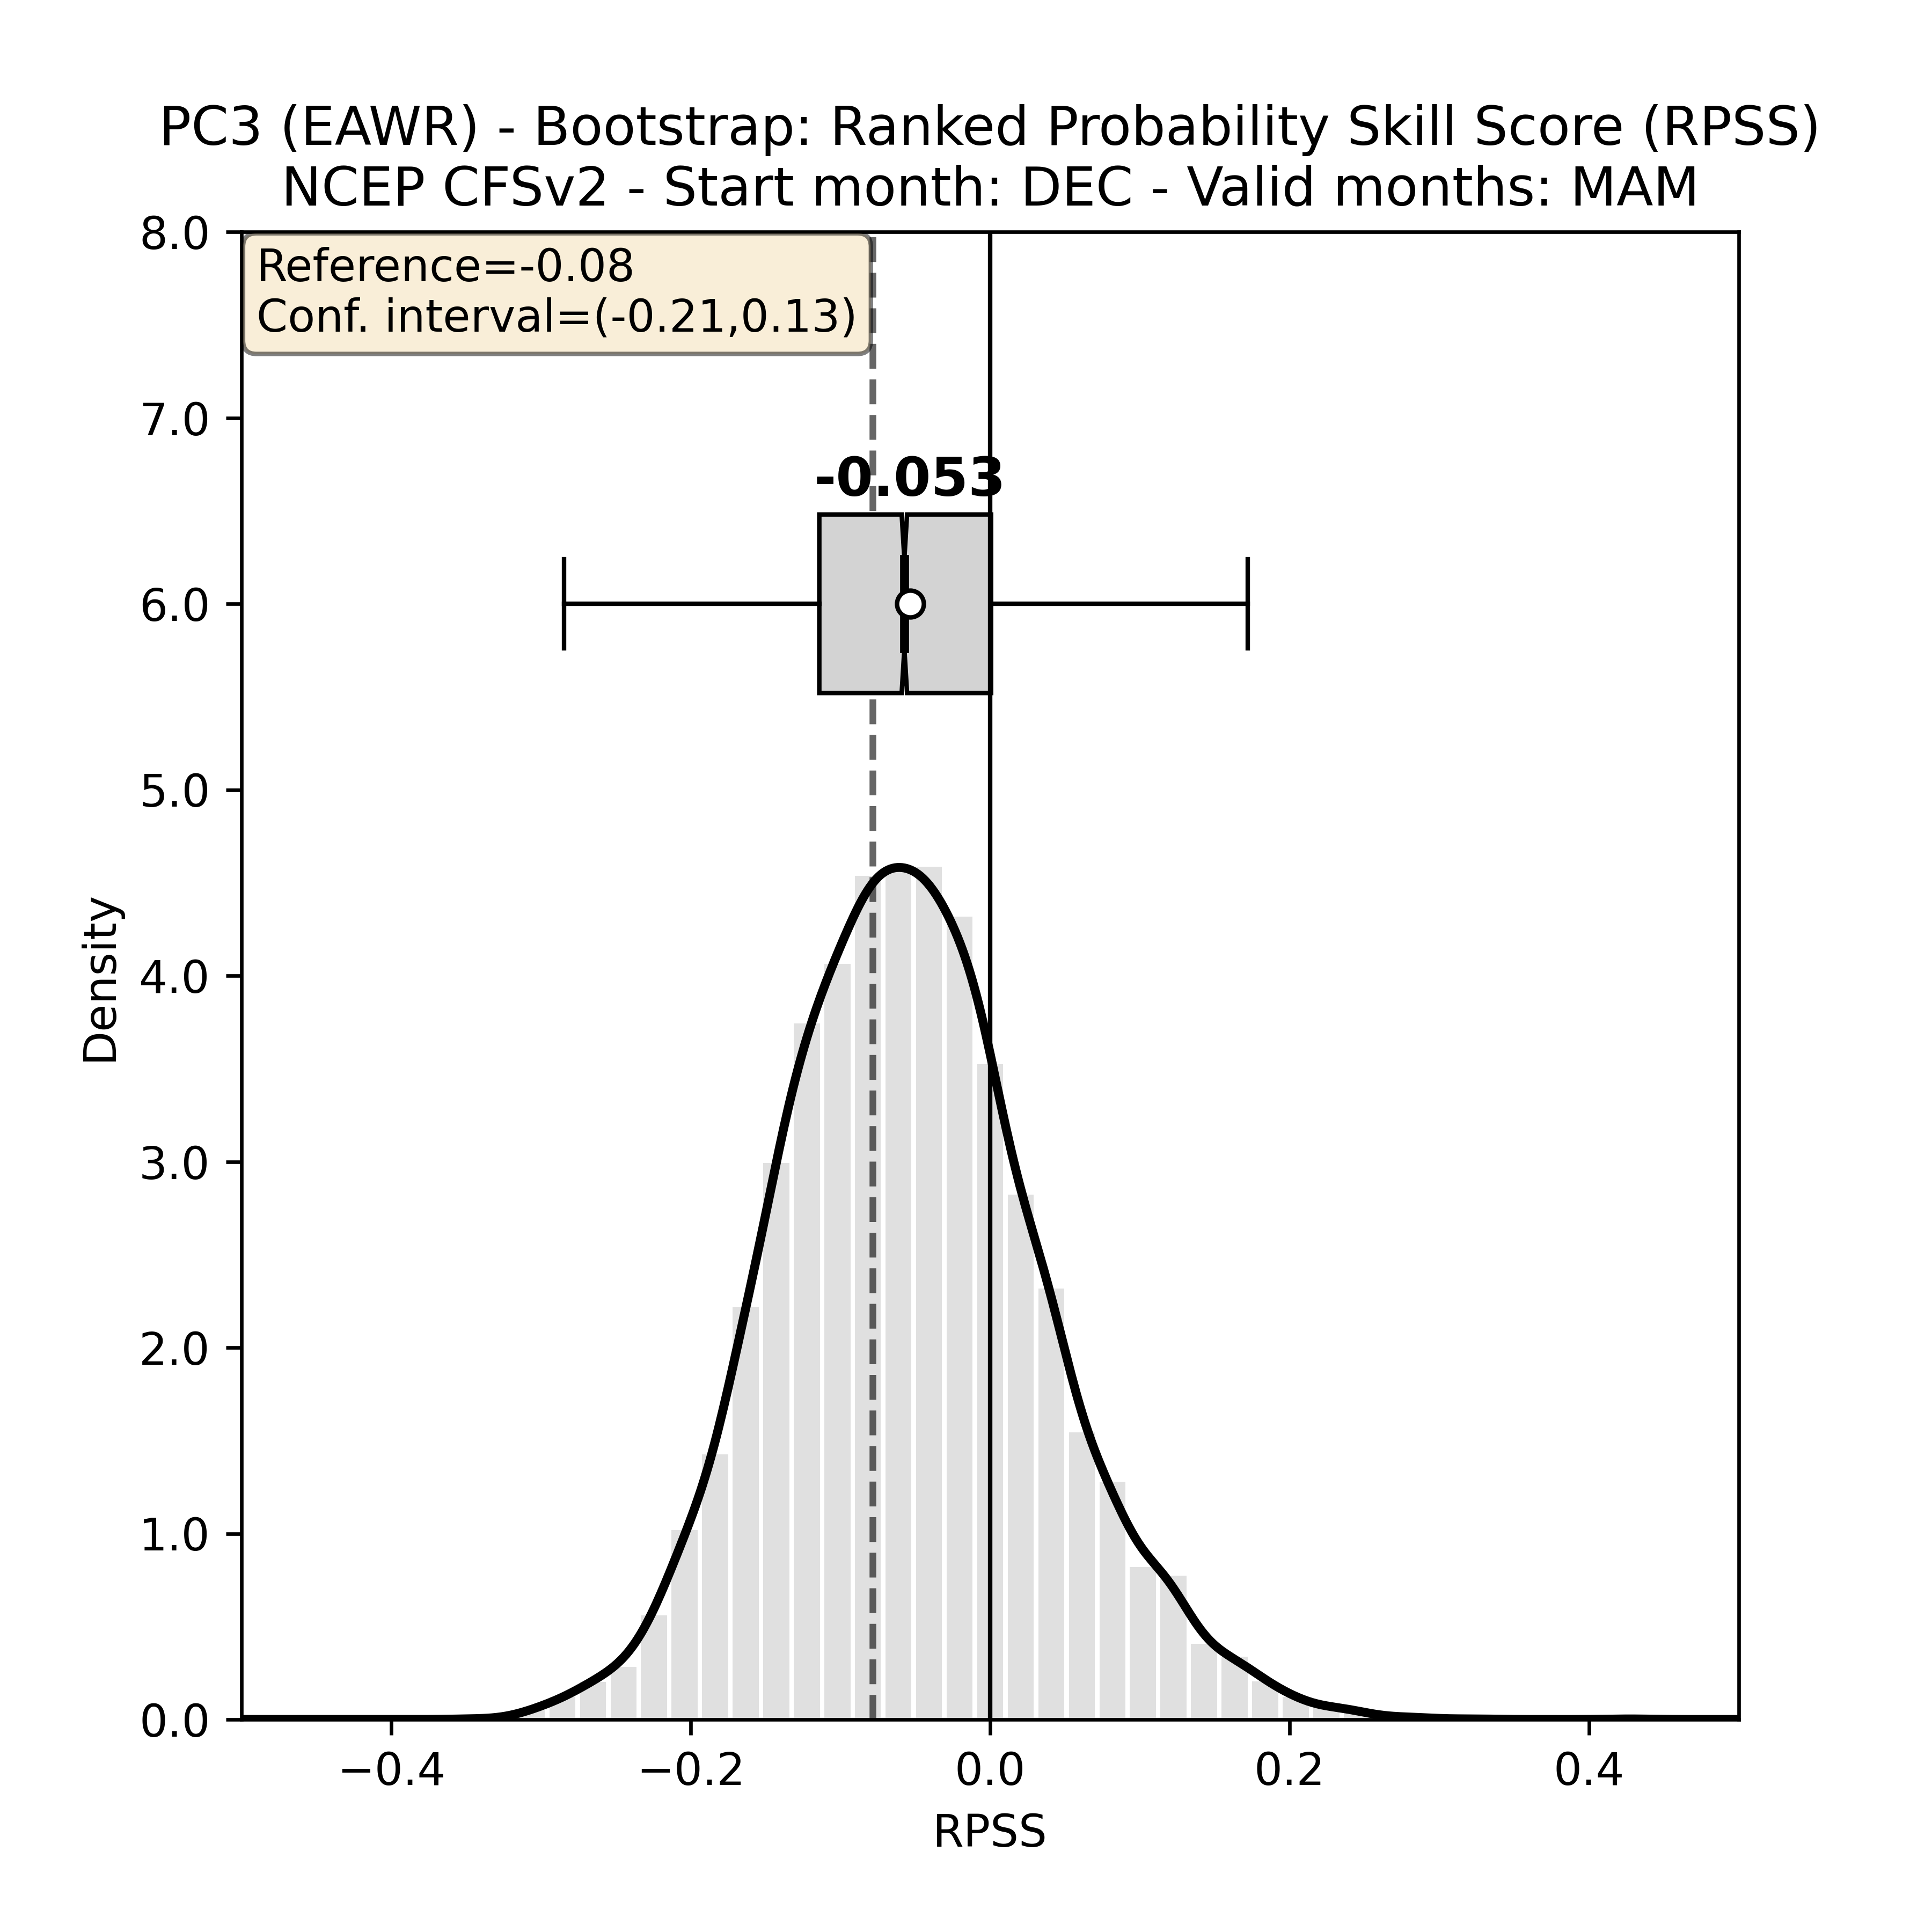 PC3 (EAWR) - Bootstrap: Ranked Probability Skill Score (RPSS)
NCEP CFSv2 - Start month: DEC - Valid months: MAM
Reference=-0.08
Conf. interval=(-0.21,0.13)
-0.053
8.0
7.0
6.0
5.0
4.0
3.0
2.0
1.0
0.0
Density
−0.4
−0.2
0.0
0.2
0.4
RPSS